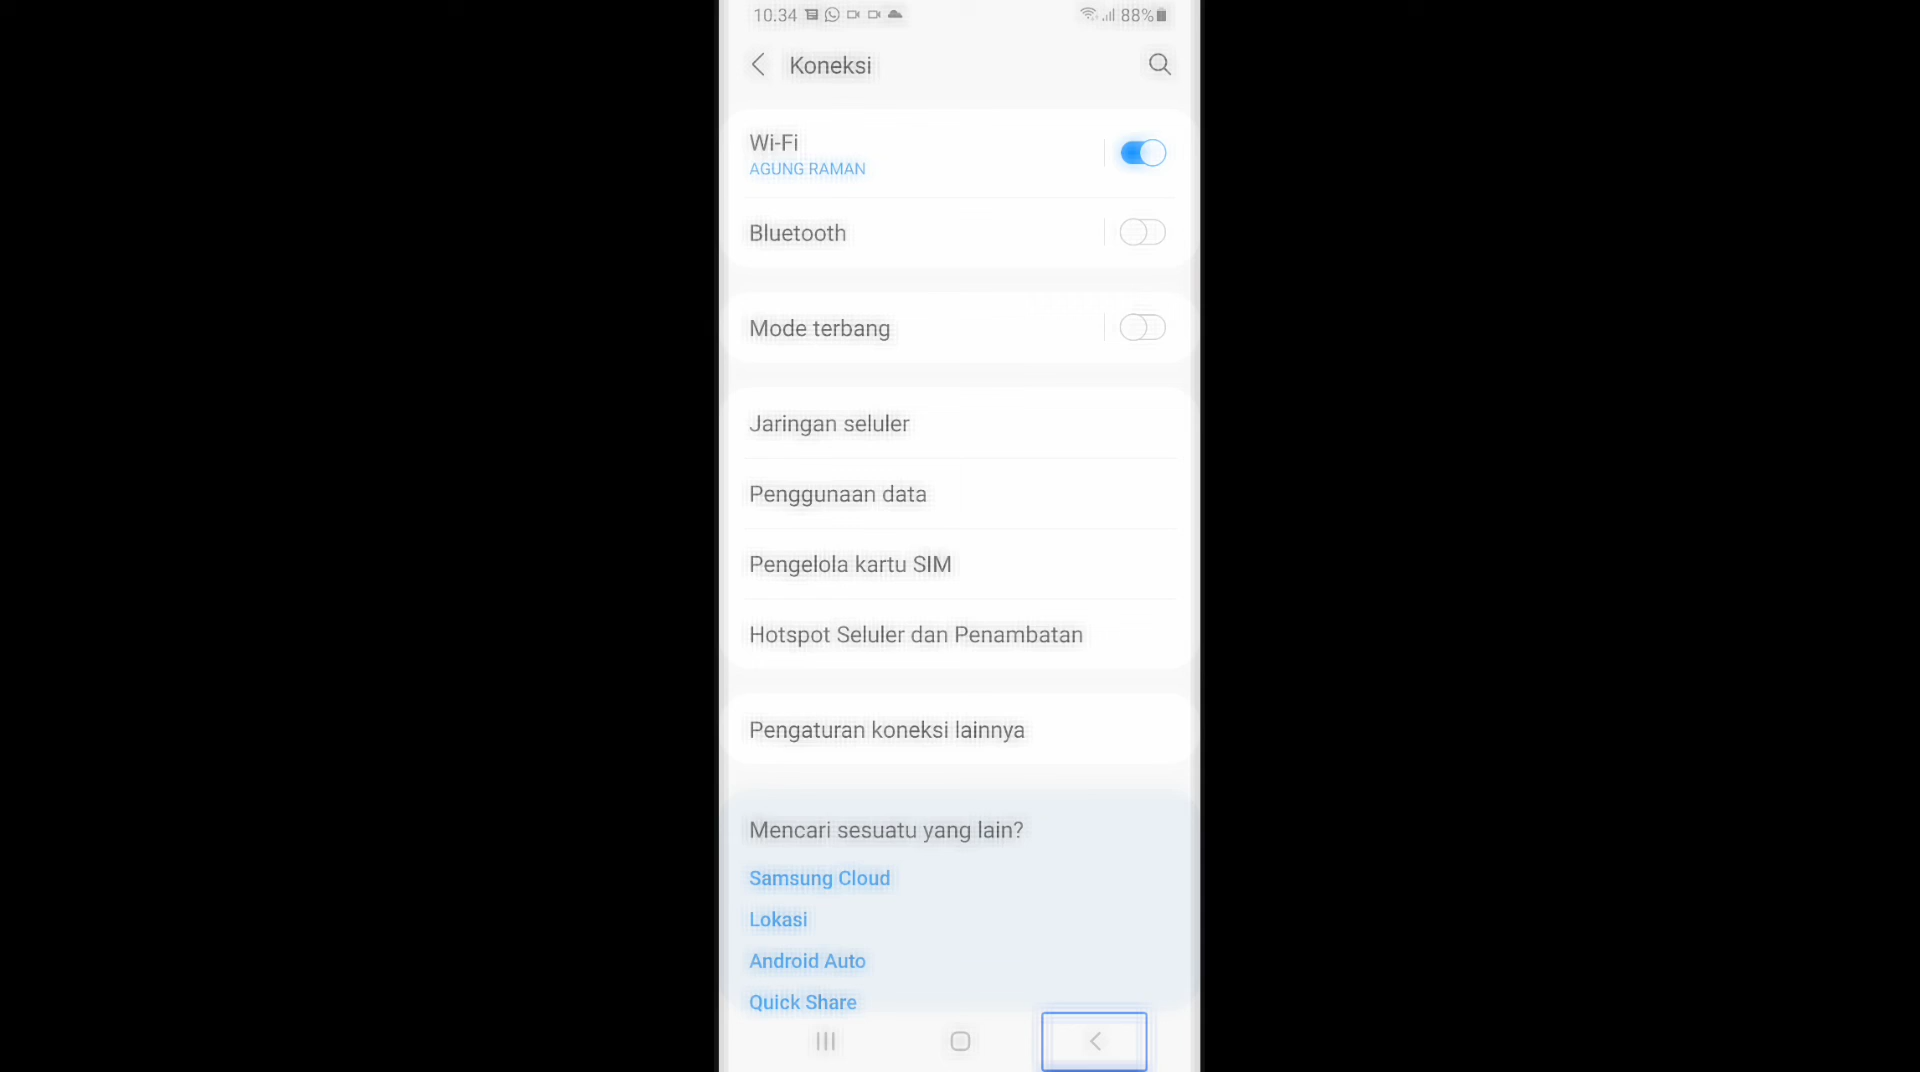 10.34 88%
Koneksi
Wi-Fi
AGUNG RAMAN
Bluetooth
Mode terbang
Jaringan seluler
Penggunaan data
Pengelola kartu SIM
Hotspot Seluler dan Penambatan
Pengaturan koneksi lainnya
Mencari sesuatu yang lain?
Samsung Cloud
Lokasi
Android Auto
Quick Share